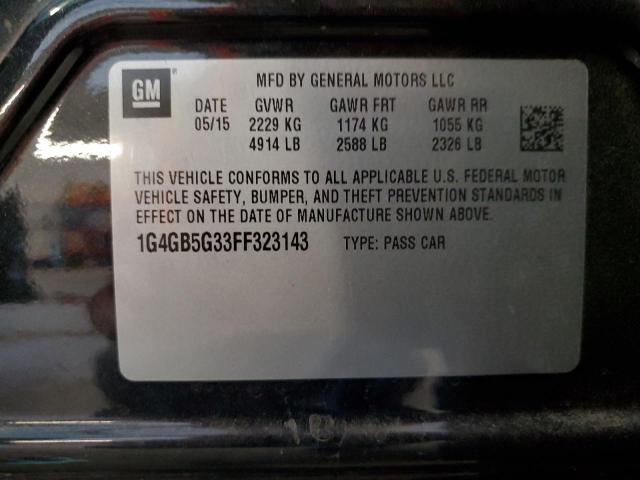 GM
MFD BY GENERAL MOTORS LLC
DATE GVWR GAWR FRT GAWR RR
05/15 2229 KG 1174 KG 1055 KG
4914 LB 2588 LB 2326 LB
THIS VEHICLE CONFORMS TO ALL APPLICABLE U.S. FEDERAL MOTOR
VEHICLE SAFETY, BUMPER, AND THEFT PREVENTION STANDARDS IN
EFFECT ON THE DATE OF MANUFACTURE SHOWN ABOVE.
1G4GB5G33FF323143 TYPE: PASS CAR